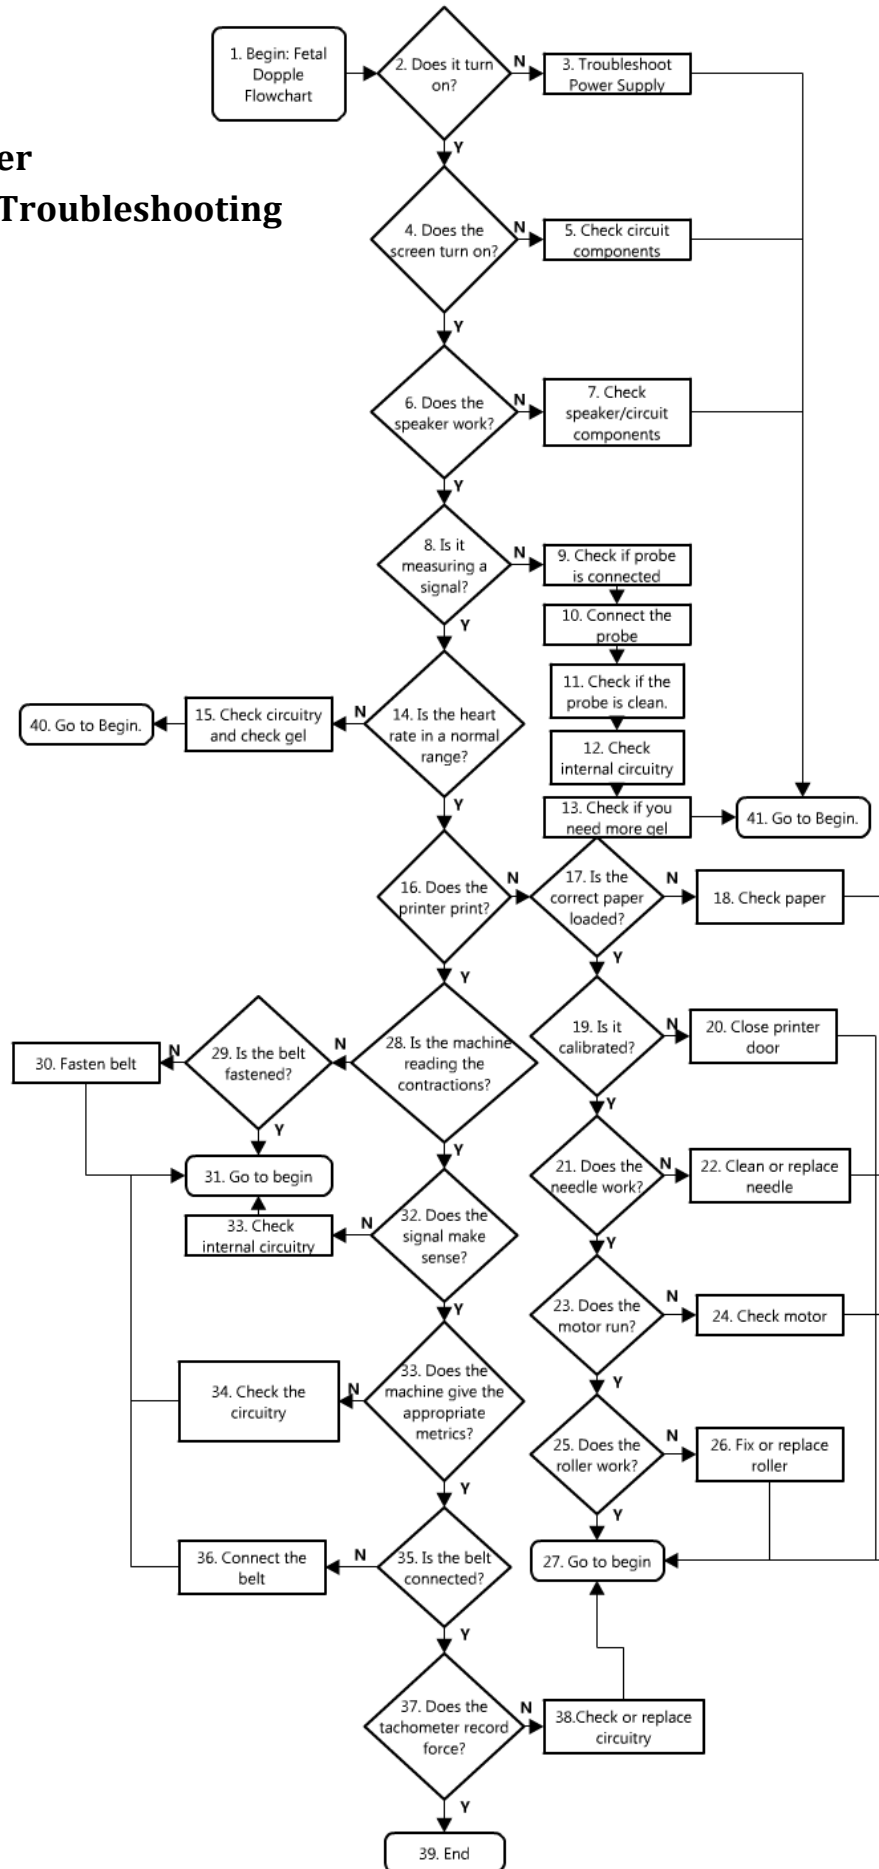 1. Begin: Fetal
Dopple
Flowchart
2. Does it turn
on?
N
3. Troubleshoot
Power Supply
Y
er
Troubleshooting
4. Does the
screen turn on?
N
5. Check circuit
components
Y
6. Does the
speaker work?
N
7. Check
speaker/circuit
components
Y
8. Is it
measuring a
signal?
N
9. Check if probe
is connected
10. Connect the
probe
11. Check if the
probe is clean.
12. Check
internal circuitry
13. Check if you
need more gel
41. Go to Begin.
Y
14. Is the heart
rate in a normal
range?
N
15. Check circuitry
and check gel
40. Go to Begin.
Y
16. Does the
printer print?
N
17. Is the
correct paper
loaded?
N
18. Check paper
Y
19. Is it
calibrated?
N
20. Close printer
door
Y
21. Does the
needle work?
N
22. Clean or replace
needle
Y
23. Does the
motor run?
N
24. Check motor
Y
25. Does the
roller work?
N
26. Fix or replace
roller
Y
27. Go to begin
Y
28. Is the machine
reading the
contractions?
N
29. Is the belt
fastened?
N
30. Fasten belt
Y
31. Go to begin
Y
32. Does the
signal make
sense?
N
33. Check
internal circuitry
Y
33. Does the
machine give the
appropriate
metrics?
N
34. Check the
circuitry
Y
35. Is the belt
connected?
N
36. Connect the
belt
Y
37. Does the
tachometer record
force?
N
38.Check or replace
circuitry
Y
39. End